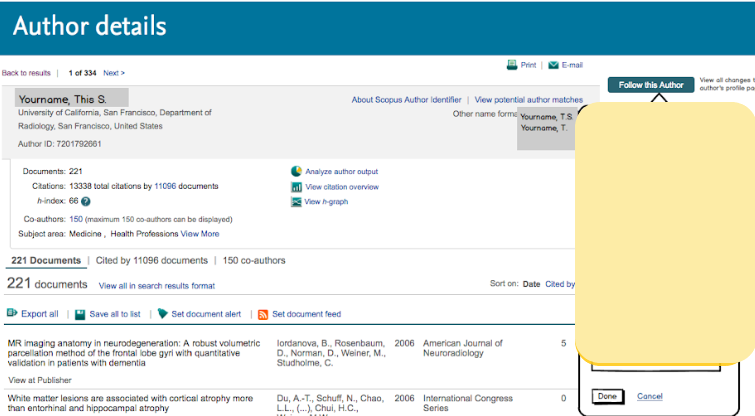 Author details
Print | E-mail
Back to results | 1 of 334 Next >
Follow this Author
View all changes t
author's profile pa
Yourname, This S.
University of California, San Francisco, Department of
Radiology, San Francisco, United States
Author ID: 7201792661
About Scopus Author Identifier | View potential author matches
Other name forms
Yourname, T.S.
Yourname, T.
Documents: 221
Citations: 13338 total citations by 11096 documents
h-index: 66 ?
Co-authors: 150 (maximum 150 co-authors can be displayed)
Subject area: Medicine , Health Professions View More
Analyze author output
View citation overview
View h-graph
221 Documents | Cited by 11096 documents | 150 co-authors
221 documents View all in search results format
Sort on: Date Cited by
Export all | Save all to list | Set document alert | Set document feed
MR imaging anatomy in neurodegeneration: A robust volumetric
parcellation method of the frontal lobe gyri with quantitative
validation in patients with dementia
Iordanova, B., Rosenbaum,
D., Norman, D., Weiner, M.,
Studholme, C.
2006
American Journal of
Neuroradiology
5
View at Publisher
White matter lesions are associated with cortical atrophy more
than entorhinal and hippocampal atrophy
Du, A.-T., Schuff, N., Chao,
L.L., (...), Chui, H.C.,
2006
International Congress
Series
0
Done
Cancel